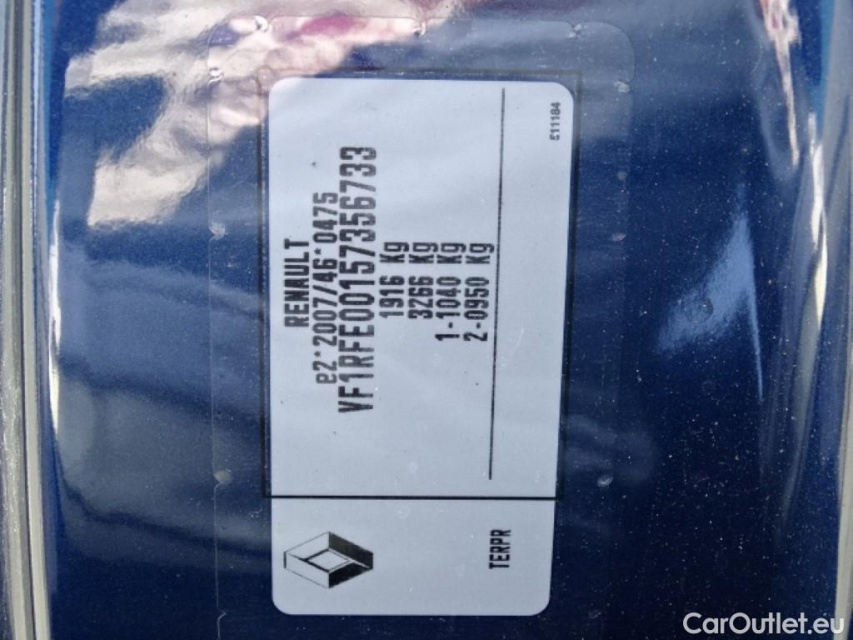 RENAULT
e2*2007/46*0475
VF1RFE00157356733
1916 Kg
3266 Kg
1-1040 Kg
2-0950 Kg
E11184
TERPR
CarOutlet.eu